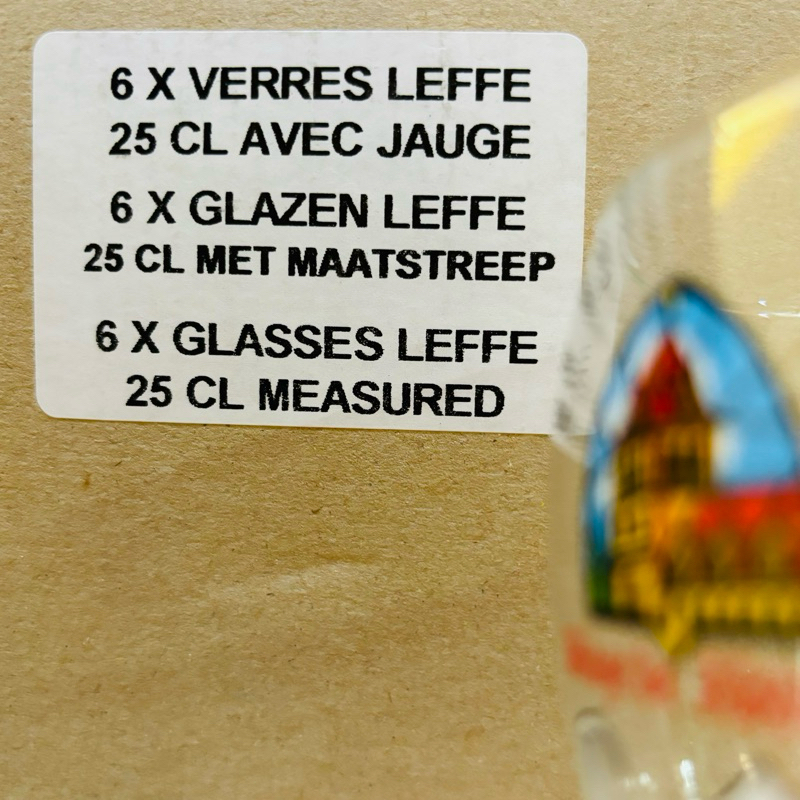 6 X VERRES LEFFE
25 CL AVEC JAUGE
6 X GLAZEN LEFFE
25 CL MET MAATSTREEP
6 X GLASSES LEFFE
25 CL MEASURED